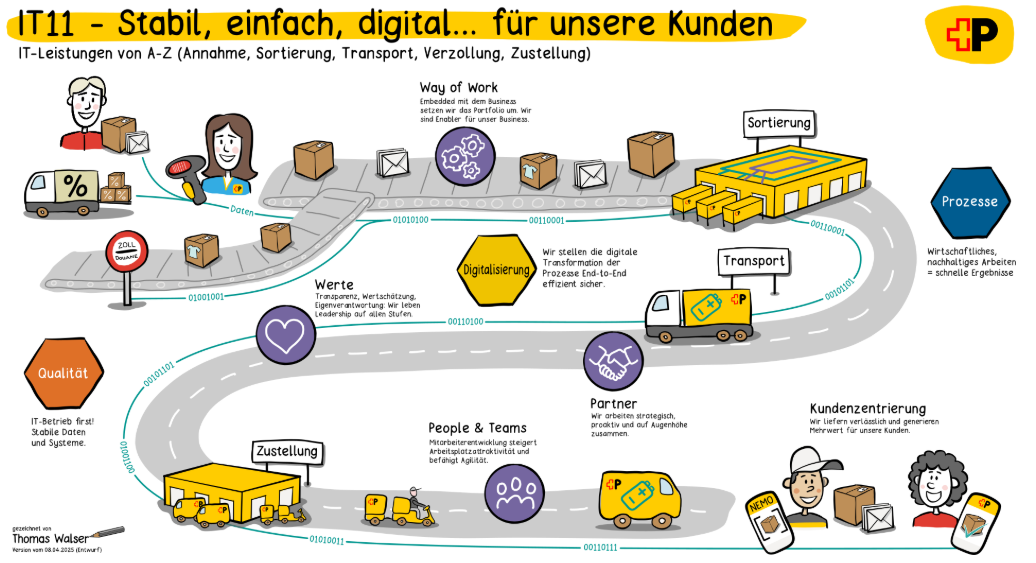 IT11 - Stabil, einfach, digital... für unsere Kunden
IT-Leistungen von A-Z (Annahme, Sortierung, Transport, Verzollung, Zustellung)
P
Way of Work
Embedded mit dem Business
setzen wir das Portfolio um. Wir
sind Enabler für unser Business.
Sortierung
%
P
Daten
01010100
00110001
00110001
Prozesse
Wirtschaftliches,
nachhaltiges Arbeiten
= schnelle Ergebnisse
ZOLL
DOUANE
01001001
Digitalisierung
Wir stellen die digitale
Transformation der
Prozesse End-to-End
effizient sicher.
Transport
P
00101101
Werte
Transparenz, Wertschätzung,
Eigenverantwortung: Wir leben
Leadership auf allen Stufen.
00110100
00101101
Qualität
IT-Betrieb first!
Stabile Daten
und Systeme.
Partner
Wir arbeiten strategisch,
proaktiv und auf Augenhöhe
zusammen.
Kundenzentrierung
Wir liefern verlässlich und generieren
Mehrwert für unsere Kunden.
People & Teams
Mitarbeiterentwicklung steigert
Arbeitsplatzattraktivität und
befähigt Agilität.
01001100
Zustellung
P
P
P
P
NEMO
P
gezeichnet von
Thomas Walser
Version vom 08.04.2025 (Entwurf)
01010011
00110111